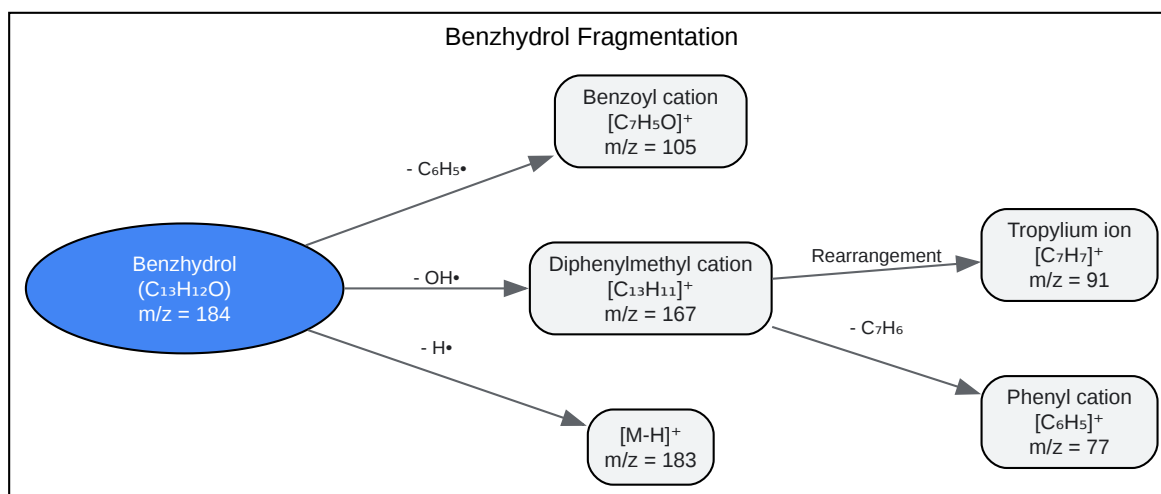 Benzhydrol Fragmentation
Benzoyl cation
[C₇H₅O]⁺
m/z = 105
- C₆H₅•
Benzhydrol
(C₁₃H₁₂O)
m/z = 184
- OH•
Diphenylmethyl cation
[C₁₃H₁₁]⁺
m/z = 167
Rearrangement
Tropylium ion
[C₇H₇]⁺
m/z = 91
- C₇H₆
Phenyl cation
[C₆H₅]⁺
m/z = 77
- H•
[M-H]⁺
m/z = 183